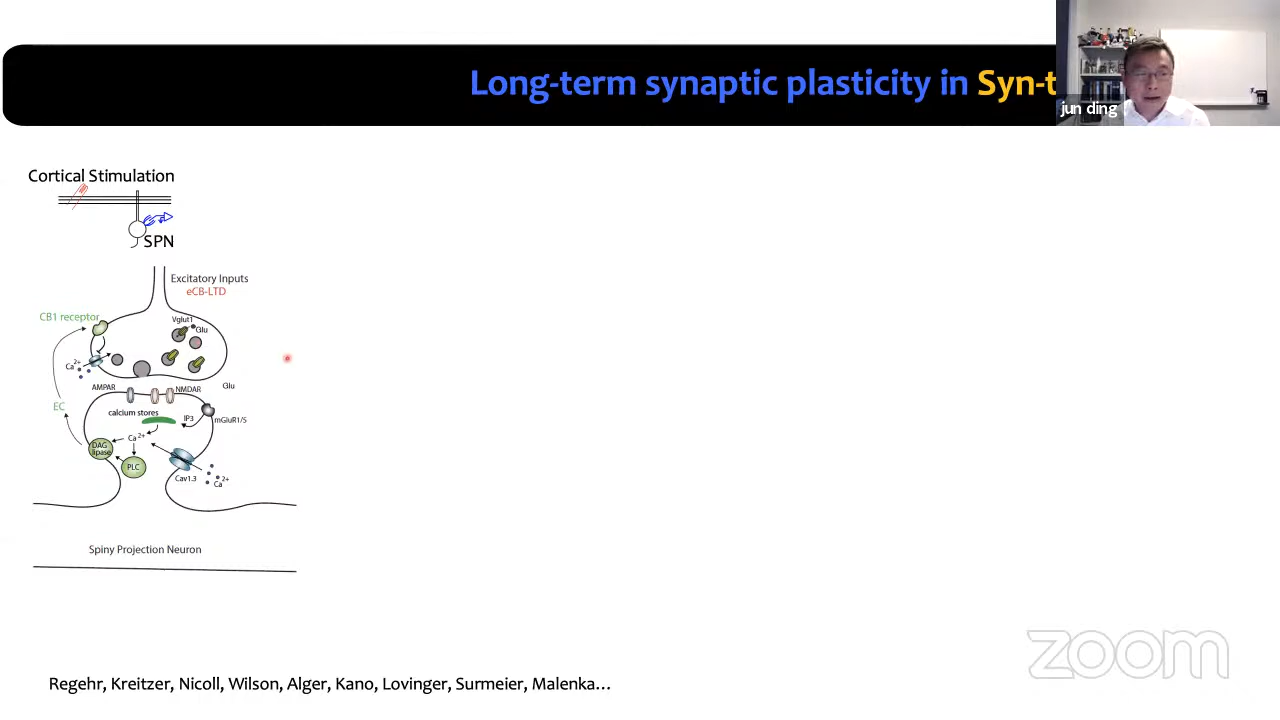 Long-term synaptic plasticity in Syn-t
jun ding
Cortical Stimulation
SPN
Excitatory Inputs
eCB-LTD
CB1 receptor
Vglut1
Glu
Ca2+
AMPAR
NMDAR
Glu
EC
calcium stores
IP3
mGluR1/5
Ca2+
DAG
lipase
PLC
Cav1.3
Ca2+
Spiny Projection Neuron
zoom
Regehr, Kreitzer, Nicoll, Wilson, Alger, Kano, Lovinger, Surmeier, Malenka...